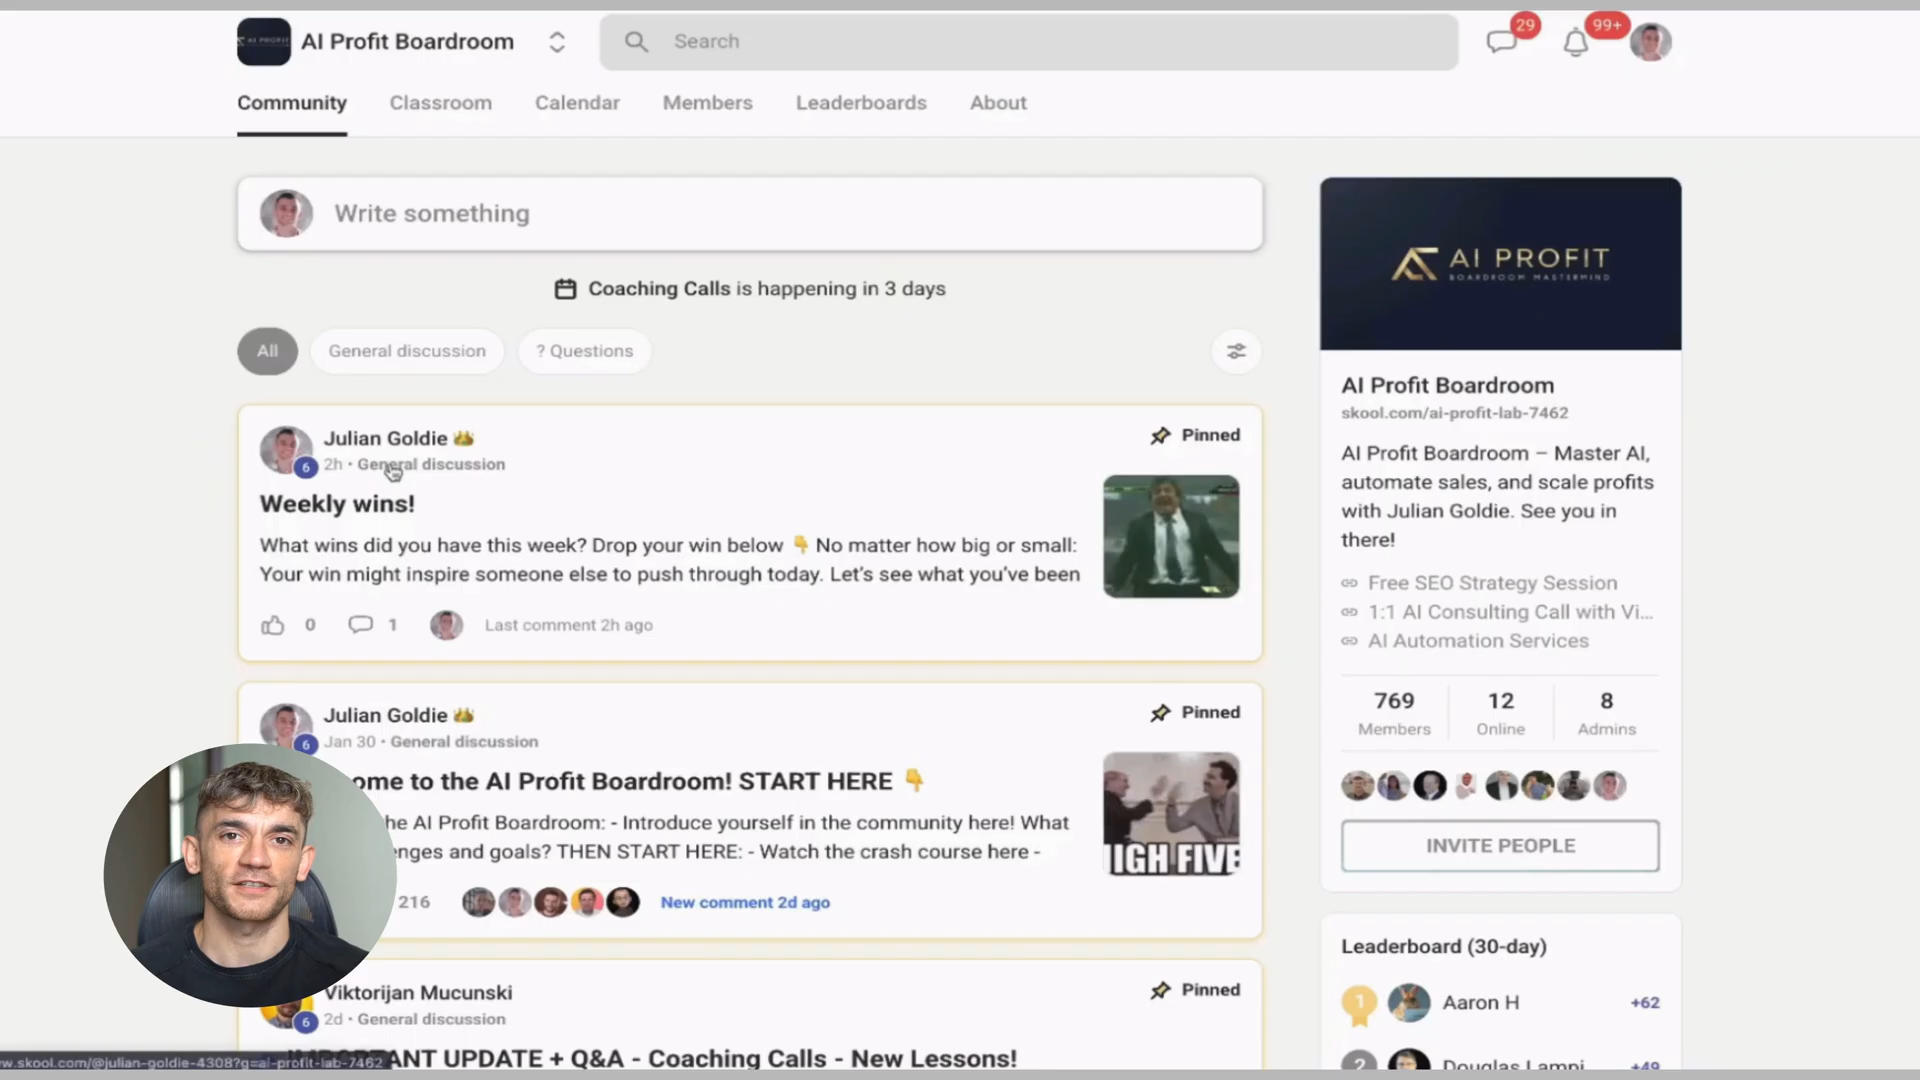 AI PROFIT
AI Profit Boardroom
Search
29
99+
Community
Classroom
Calendar
Members
Leaderboards
About
Write something
Coaching Calls is happening in 3 days
All
General discussion
? Questions
Julian Goldie
Pinned
6
2h • General discussion
Weekly wins!
What wins did you have this week? Drop your win below 👇 No matter how big or small:
Your win might inspire someone else to push through today. Let's see what you've been
0
1
Last comment 2h ago
Julian Goldie
Pinned
6
Jan 30 • General discussion
ome to the AI Profit Boardroom! START HERE 👇
he AI Profit Boardroom: - Introduce yourself in the community here! What
enges and goals? THEN START HERE: - Watch the crash course here -
HIGH FIVE
216
New comment 2d ago
Viktorijan Mucunski
Pinned
6
2d • General discussion
IMPORTANT UPDATE + Q&A - Coaching Calls - New Lessons!
w.skool.com/@julian-goldie-4308?g=ai-profit-lab-7462
AI PROFIT
BOARDROOM MASTERMIND
AI Profit Boardroom
skool.com/ai-profit-lab-7462
AI Profit Boardroom – Master AI,
automate sales, and scale profits
with Julian Goldie. See you in
there!
Free SEO Strategy Session
1:1 AI Consulting Call with Vi...
AI Automation Services
769
Members
12
Online
8
Admins
INVITE PEOPLE
Leaderboard (30-day)
1
Aaron H
+62
2
Douglas Lampi
+49